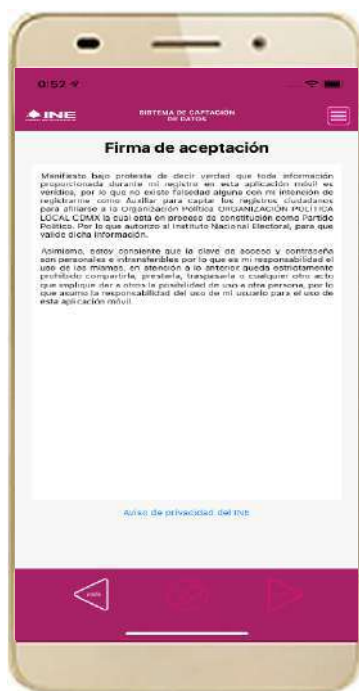 0:52
INE
SISTEMA DE CAPTACIÓN
DE DATOS
Firma de aceptación
Manifiesto bajo protesta de decir verdad que toda información
proporcionada durante mi registro en esta aplicación móvil es
verídica, por lo que no existe falsedad alguna con mi intención de
registrarme como Auxiliar para captar los registros ciudadanos
para afiliarse a la Organización Política ORGANIZACIÓN POLÍTICA
LOCAL CDMX la cual está en proceso de constitución como Partido
Político. Por lo que autorizo al Instituto Nacional Electoral, para que
valide dicha información.
Asimismo, estoy consiente que la clave de acceso y contraseña
son personales e intransferibles por lo que es mi responsabilidad el
uso de las mismas, en atención a lo anterior queda estrictamente
prohibido compartirla, prestarla, traspasarla o cualquier otro acto
que implique dar a otros la posibilidad de uso a otra persona, por lo
que asumo la responsabilidad del uso de mi usuario para el uso de
esta aplicación móvil.
Aviso de privacidad del INE